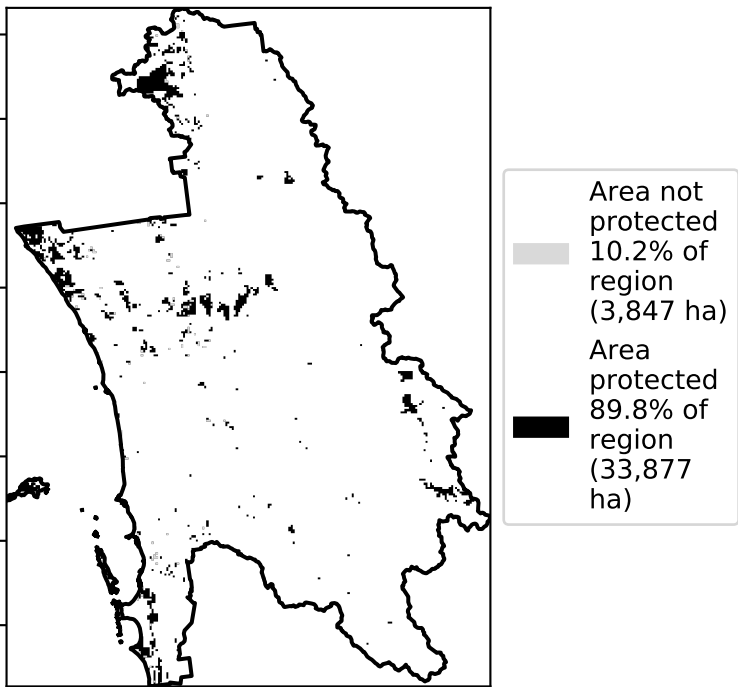 Area not
protected
10.2% of
region
(3,847 ha)
Area
protected
89.8% of
region
(33,877
ha)